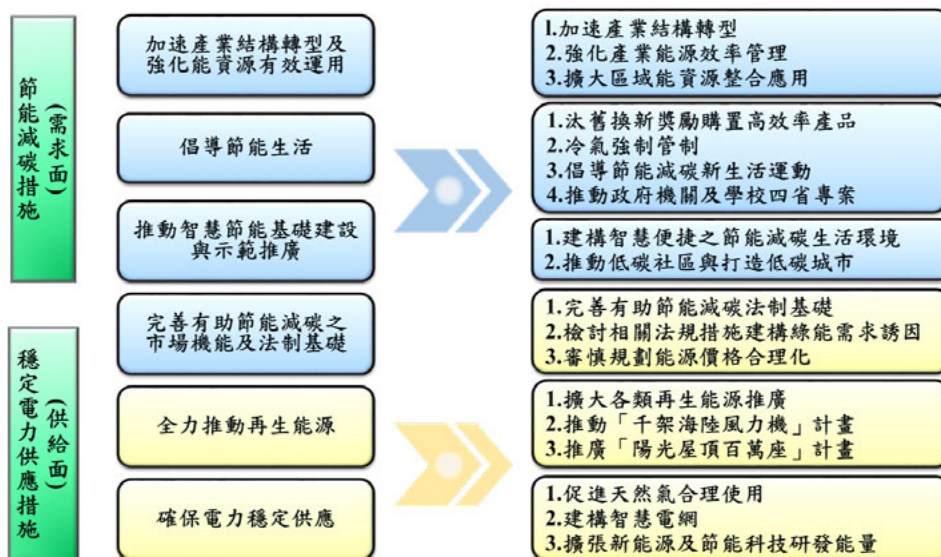 節能減碳措施
(需求面)
加速產業結構轉型及
強化能資源有效運用
1.加速產業結構轉型
2.強化產業能源效率管理
3.擴大區域能資源整合應用
倡導節能生活
1.汰舊換新獎勵購置高效率產品
2.冷氣強制管制
3.倡導節能減碳新生活運動
4.推動政府機關及學校四省專案
推動智慧節能基礎建設
與示範推廣
1.建構智慧便捷之節能減碳生活環境
2.推動低碳社區與打造低碳城市
完善有助節能減碳之
市場機能及法制基礎
1.完善有助節能減碳法制基礎
2.檢討相關法規措施建構綠能需求誘因
3.審慎規劃能源價格合理化
穩定電力供應措施
(供給面)
全力推動再生能源
1.擴大各類再生能源推廣
2.推動「千架海陸風力機」計畫
3.推廣「陽光屋頂百萬座」計畫
確保電力穩定供應
1.促進天然氣合理使用
2.建構智慧電網
3.擴張新能源及節能科技研發能量